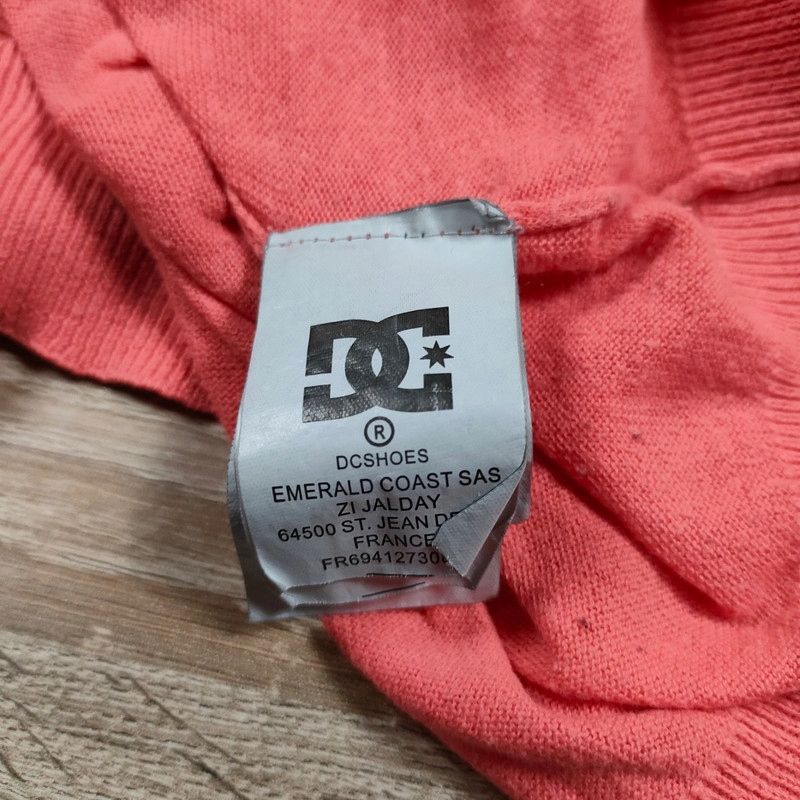 DC
®
DCSHOES
EMERALD COAST SAS
ZI JALDAY
64500 ST. JEAN
FRANCE